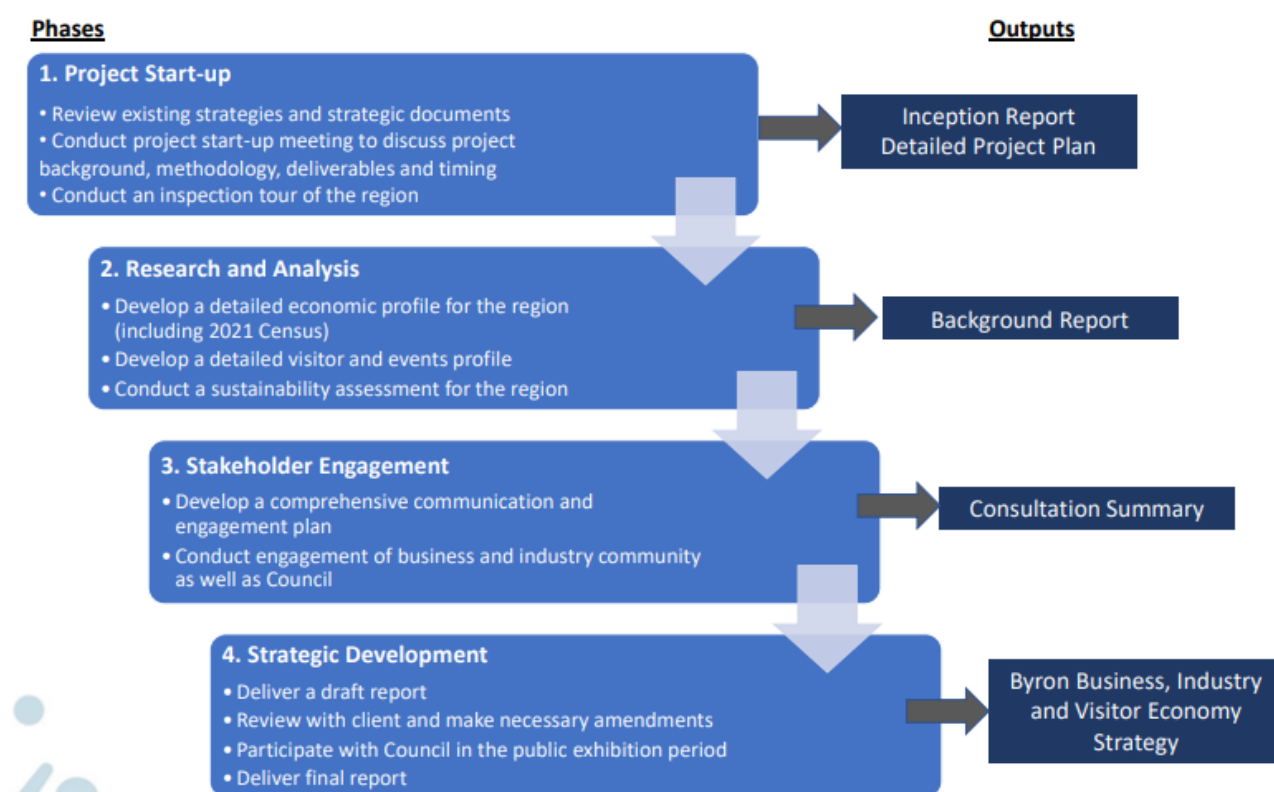 Phases
Outputs
1. Project Start-up
• Review existing strategies and strategic documents
• Conduct project start-up meeting to discuss project
background, methodology, deliverables and timing
• Conduct an inspection tour of the region
Inception Report
Detailed Project Plan
2. Research and Analysis
• Develop a detailed economic profile for the region
(including 2021 Census)
• Develop a detailed visitor and events profile
• Conduct a sustainability assessment for the region
Background Report
3. Stakeholder Engagement
• Develop a comprehensive communication and
engagement plan
• Conduct engagement of business and industry community
as well as Council
Consultation Summary
4. Strategic Development
• Deliver a draft report
• Review with client and make necessary amendments
• Participate with Council in the public exhibition period
• Deliver final report
Byron Business, Industry
and Visitor Economy
Strategy